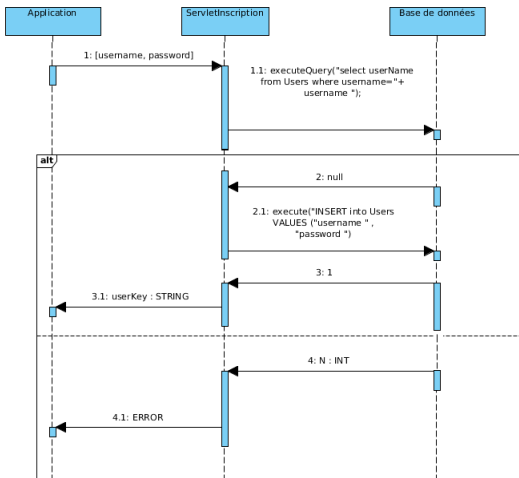 Application
ServletInscription
Base de données
1: [username, password]
1.1: executeQuery("select userName
from Users where username="+
username ");
alt
2: null
2.1: execute("INSERT into Users
VALUES ("username " ,
"password ")
3: 1
3.1: userKey : STRING
4: N : INT
4.1: ERROR